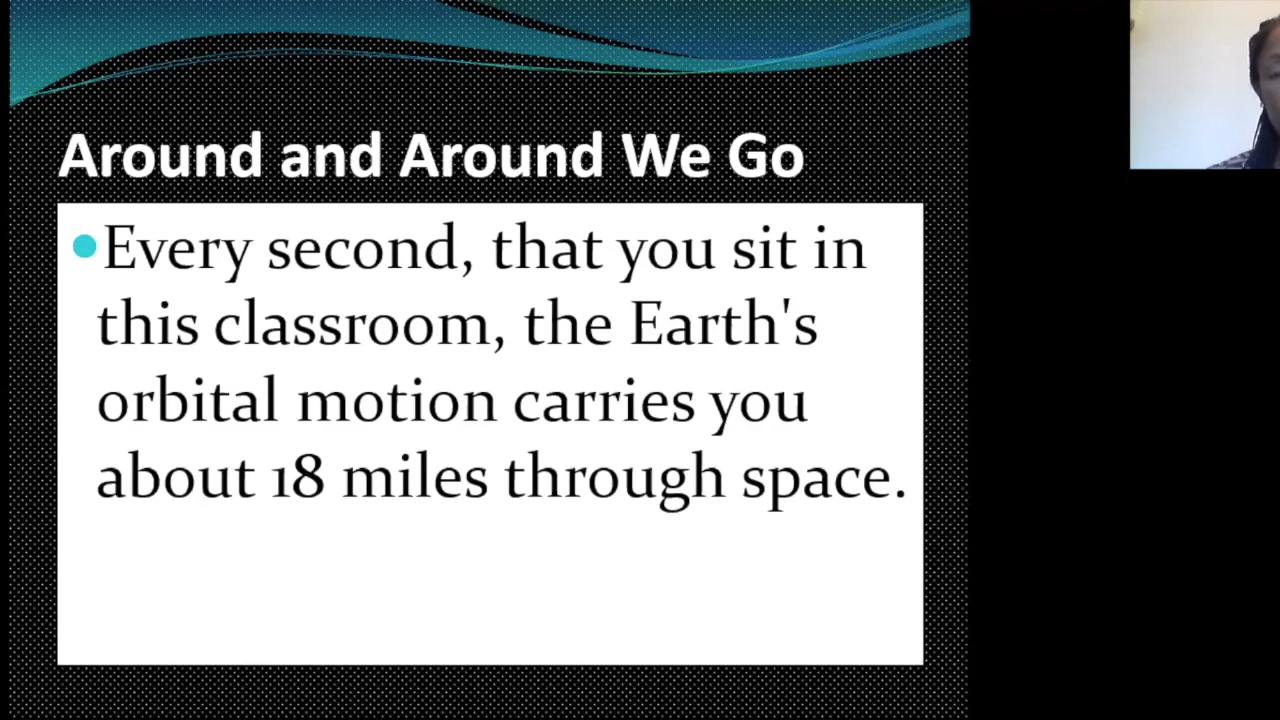 Around and Around We Go
Every second, that you sit in
this classroom, the Earth's
orbital motion carries you
about 18 miles through space.